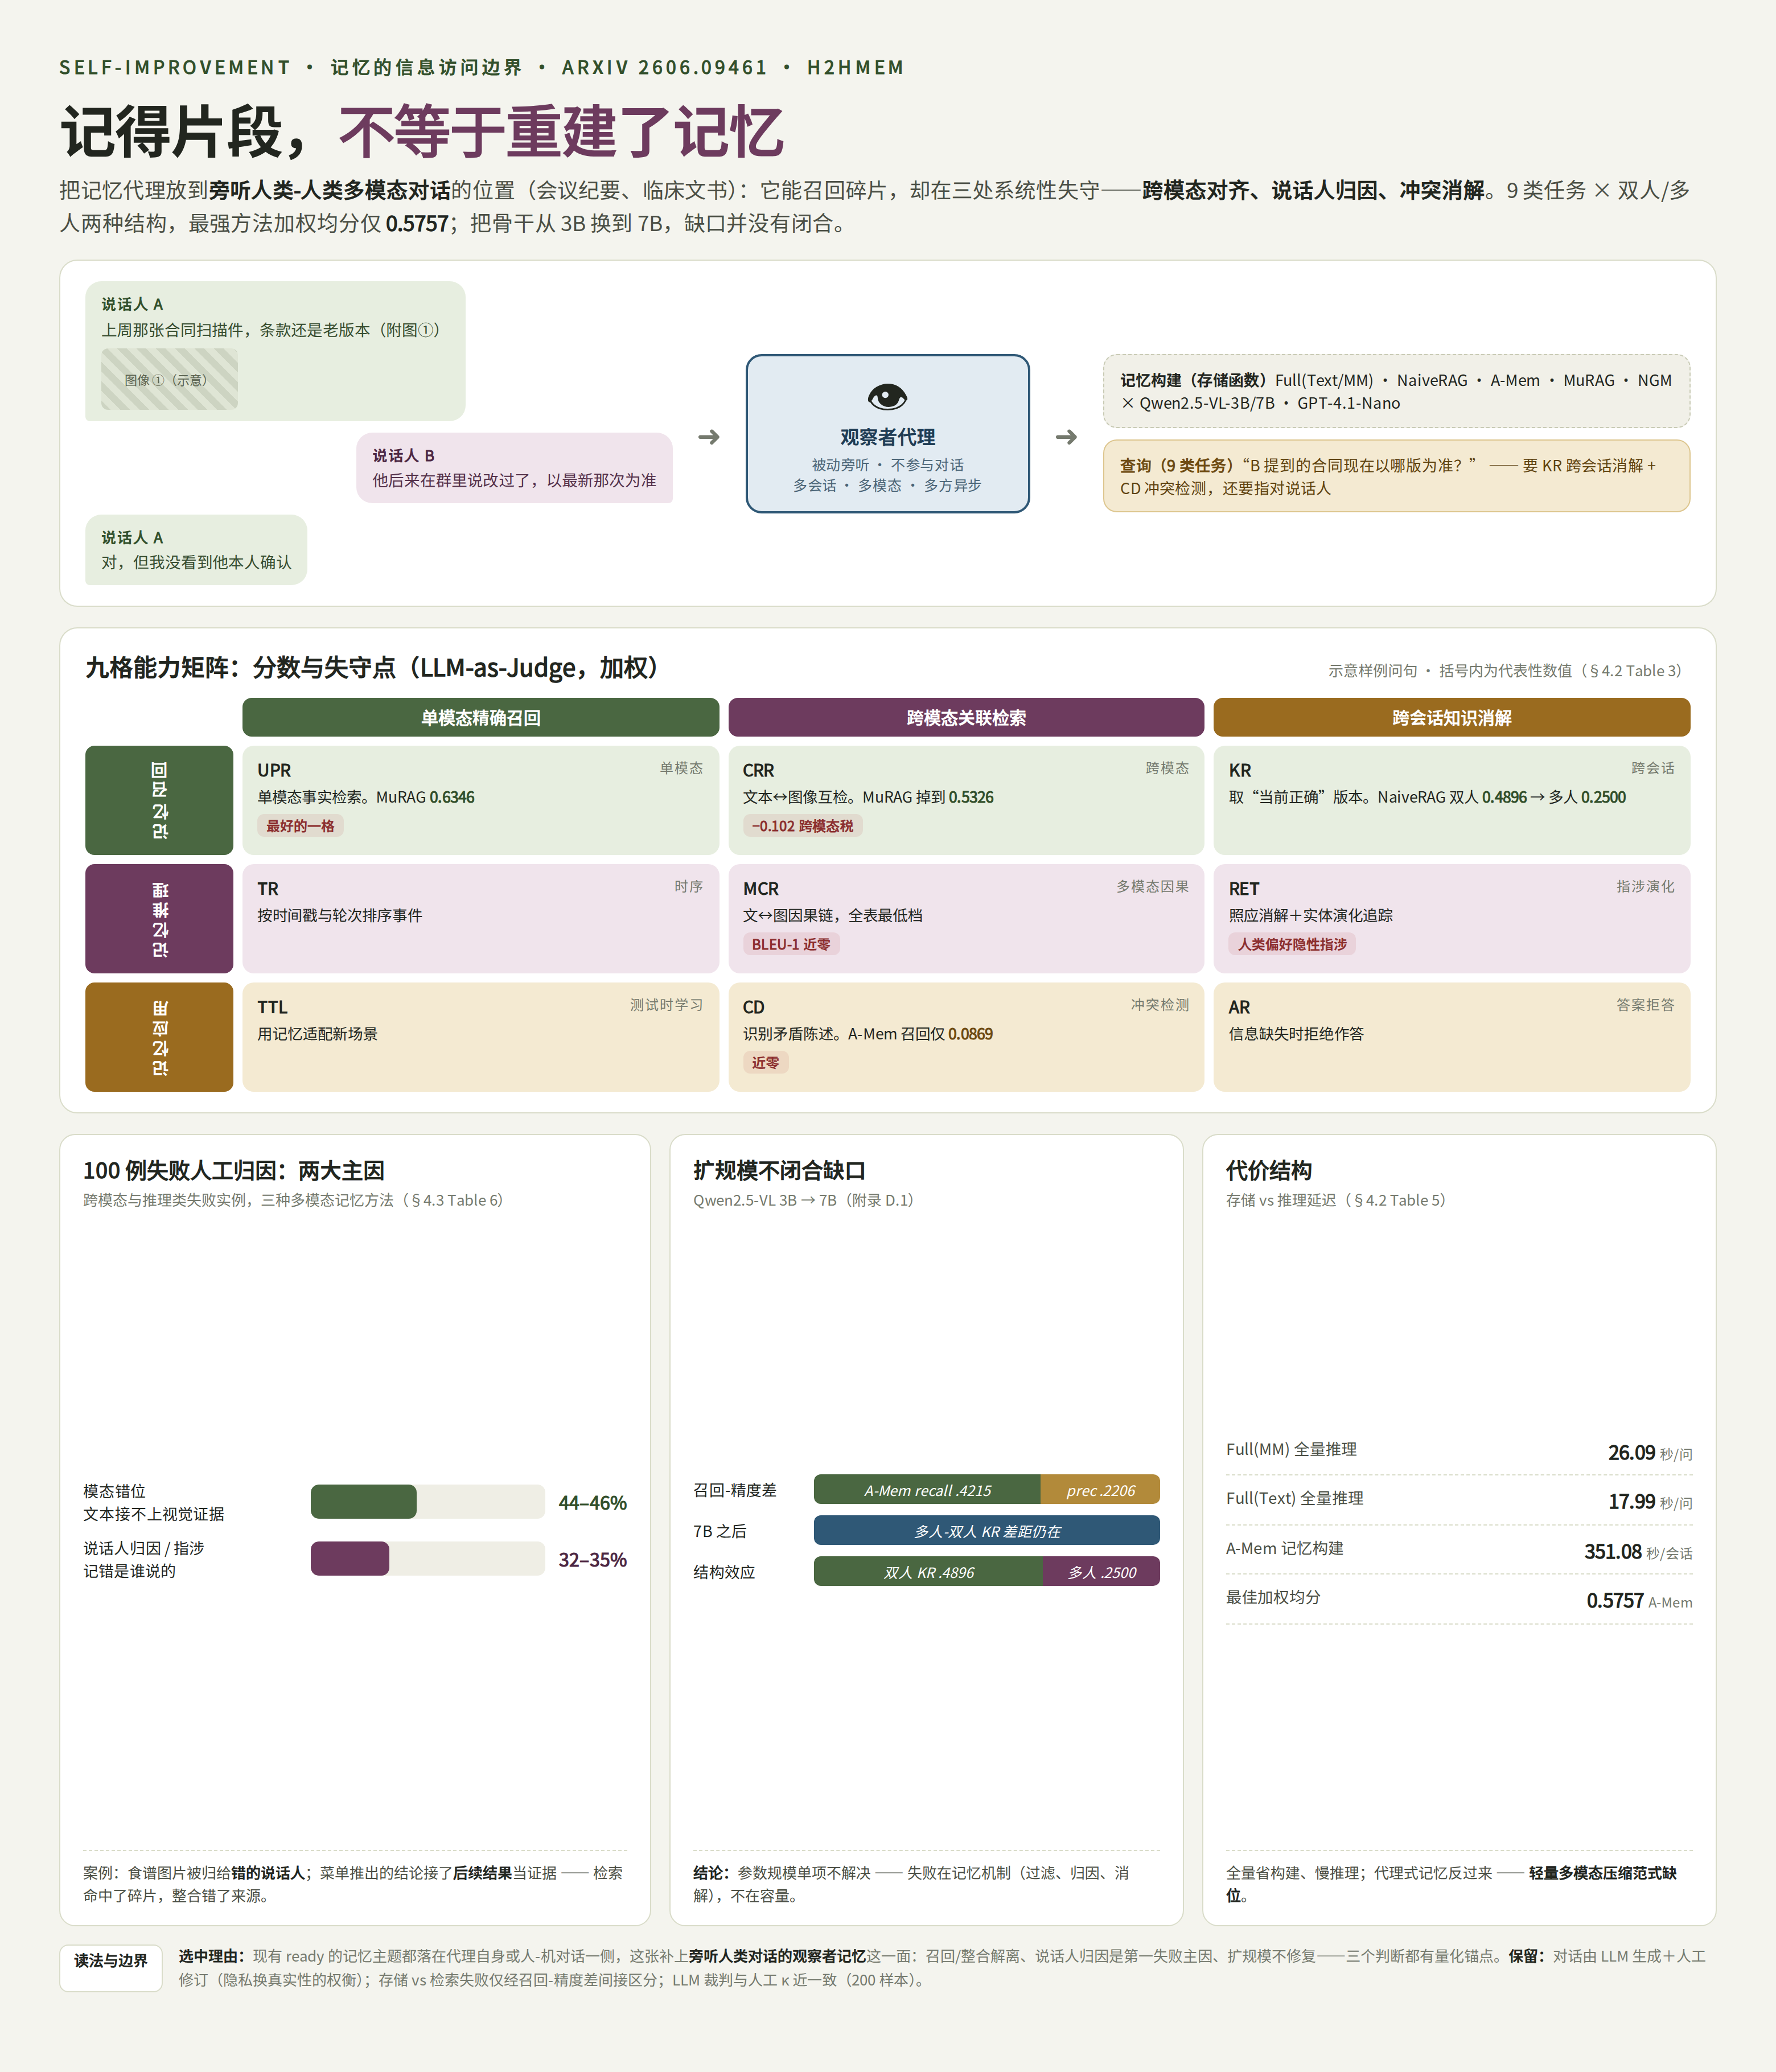 SELF-IMPROVEMENT • 记忆的信息访问边界 • ARXIV 2606.09461 • H2HMEM
记得片段，不等于重建了记忆
把记忆代理放到旁听人类-人类多模态对话的位置（会议纪要、临床文书）：它能召回碎片，却在三处系统性失守——跨模态对齐、说话人归因、冲突消解。9 类任务 × 双人/多
人两种结构，最强方法加权均分仅 0.5757；把骨干从 3B 换到 7B，缺口并没有闭合。
说话人 A
上周那张合同扫描件，条款还是老版本（附图①）
图像 ①（示意）
说话人 B
他后来在群里说改过了，以最新那次为准
说话人 A
对，但我没看到他本人确认
➜
观察者代理
被动旁听 • 不参与对话
多会话 • 多模态 • 多方异步
➜
记忆构建（存储函数）Full(Text/MM) • NaiveRAG • A-Mem • MuRAG • NGM
× Qwen2.5-VL-3B/7B • GPT-4.1-Nano
查询（9 类任务）“B 提到的合同现在以哪版为准？” —— 要 KR 跨会话消解 +
CD 冲突检测，还要指对说话人
九格能力矩阵：分数与失守点（LLM-as-Judge，加权）
示意样例问句 • 括号内为代表性数值（§4.2 Table 3）
单模态精确召回
跨模态关联检索
跨会话知识消解
记忆召回
UPR
单模态
单模态事实检索。MuRAG 0.6346
最好的一格
CRR
跨模态
文本↔图像互检。MuRAG 掉到 0.5326
−0.102 跨模态税
KR
跨会话
取“当前正确”版本。NaiveRAG 双人 0.4896 → 多人 0.2500
记忆推理
TR
时序
按时间戳与轮次排序事件
MCR
多模态因果
文↔图因果链，全表最低档
BLEU-1 近零
RET
指涉演化
照应消解＋实体演化追踪
人类偏好隐性指涉
记忆应用
TTL
测试时学习
用记忆适配新场景
CD
冲突检测
识别矛盾陈述。A-Mem 召回仅 0.0869
近零
AR
答案拒答
信息缺失时拒绝作答
100 例失败人工归因：两大主因
跨模态与推理类失败实例，三种多模态记忆方法（§4.3 Table 6）
模态错位
文本接不上视觉证据
44–46%
说话人归因 / 指涉
记错是谁说的
32–35%
案例：食谱图片被归给错的说话人；菜单推出的结论接了后续结果当证据 —— 检索
命中了碎片，整合错了来源。
扩规模不闭合缺口
Qwen2.5-VL 3B → 7B（附录 D.1）
召回-精度差
A-Mem recall .4215
prec .2206
7B 之后
多人-双人 KR 差距仍在
结构效应
双人 KR .4896
多人 .2500
结论：参数规模单项不解决 —— 失败在记忆机制（过滤、归因、消
解），不在容量。
代价结构
存储 vs 推理延迟（§4.2 Table 5）
Full(MM) 全量推理
26.09 秒/问
Full(Text) 全量推理
17.99 秒/问
A-Mem 记忆构建
351.08 秒/会话
最佳加权均分
0.5757 A-Mem
全量省构建、慢推理；代理式记忆反过来 —— 轻量多模态压缩范式缺
位。
读法与边界
选中理由：现有 ready 的记忆主题都落在代理自身或人-机对话一侧，这张补上旁听人类对话的观察者记忆这一面：召回/整合解离、说话人归因是第一失败主因、扩规模不修复——三个判断都有量化锚点。保留：对话由 LLM 生成＋人工
修订（隐私换真实性的权衡）；存储 vs 检索失败仅经召回-精度差间接区分；LLM 裁判与人工 κ 近一致（200 样本）。